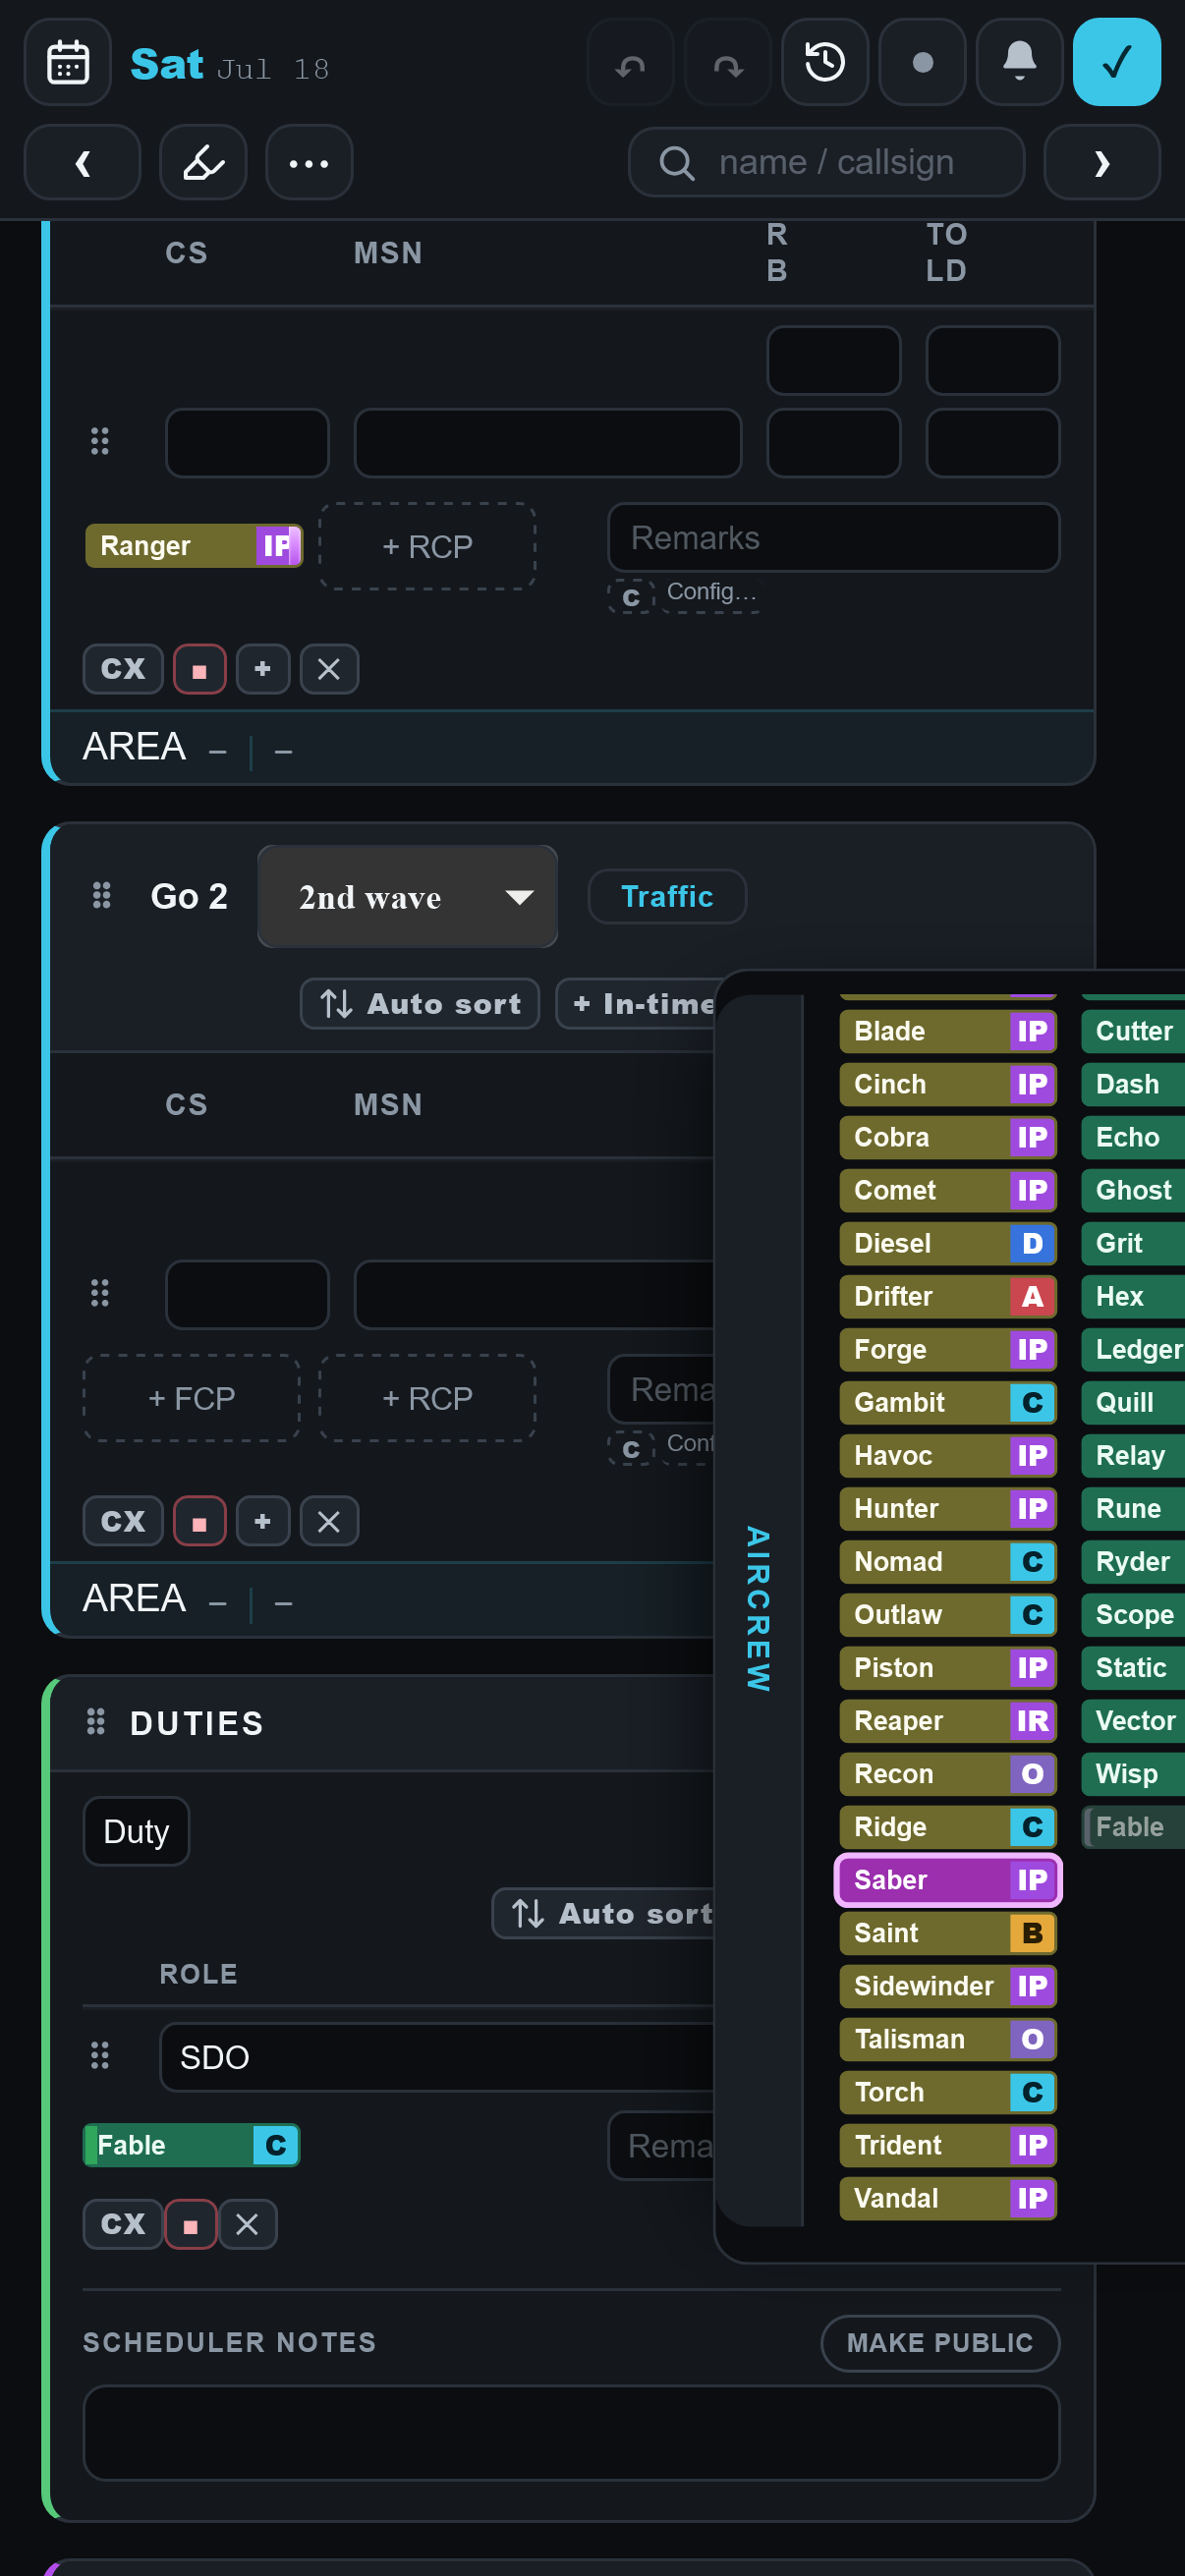 Sat Jul 18
name / callsign
CS MSN R B TO LD
Ranger IP + RCP Remarks
C Config...
CX +
AREA – | –
Go 2 2nd wave Traffic
Auto sort + In-time
CS MSN
+ FCP + RCP Rema
C Conf
CX +
AREA – | –
DUTIES
Duty
Auto sort
ROLE
SDO
Fable C Rema
CX
SCHEDULER NOTES MAKE PUBLIC
AIRCREW
Blade IP Cutter
Cinch IP Dash
Cobra IP Echo
Comet IP Ghost
Diesel D Grit
Drifter A Hex
Forge IP Ledger
Gambit C Quill
Havoc IP Relay
Hunter IP Rune
Nomad C Ryder
Outlaw C Scope
Piston IP Static
Reaper IR Vector
Recon O Wisp
Ridge C Fable
Saber IP
Saint B
Sidewinder IP
Talisman O
Torch C
Trident IP
Vandal IP